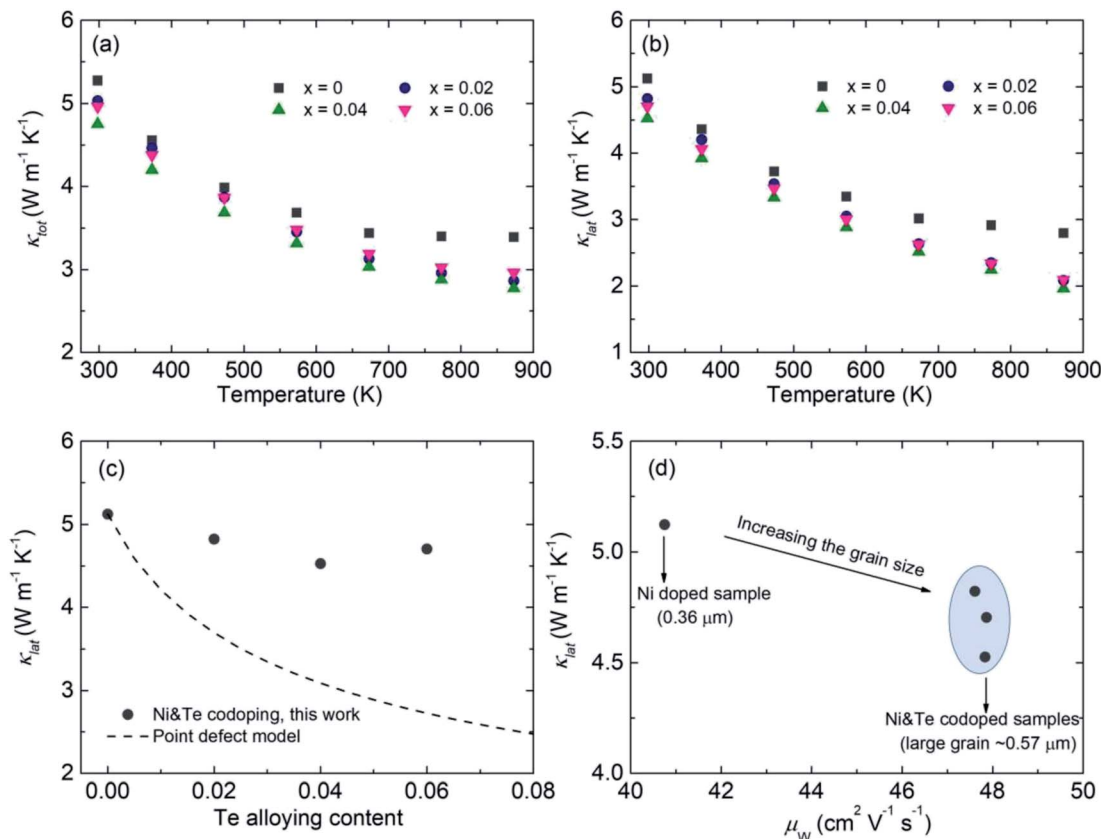 (a)
x = 0
x = 0.02
x = 0.04
x = 0.06
6
5
4
3
2
κtot (W m⁻¹ K⁻¹)
300 400 500 600 700 800 900
Temperature (K)
(b)
x = 0
x = 0.02
x = 0.04
x = 0.06
6
5
4
3
2
1
κlat (W m⁻¹ K⁻¹)
300 400 500 600 700 800 900
Temperature (K)
(c)
6
5
4
3
2
κlat (W m⁻¹ K⁻¹)
Ni&Te codoping, this work
Point defect model
0.00 0.02 0.04 0.06 0.08
Te alloying content
(d)
5.5
5.0
4.5
4.0
κlat (W m⁻¹ K⁻¹)
Increasing the grain size
Ni doped sample
(0.36 μm)
Ni&Te codoped samples
(large grain ~0.57 μm)
40 42 44 46 48 50
μW (cm² V⁻¹ s⁻¹)